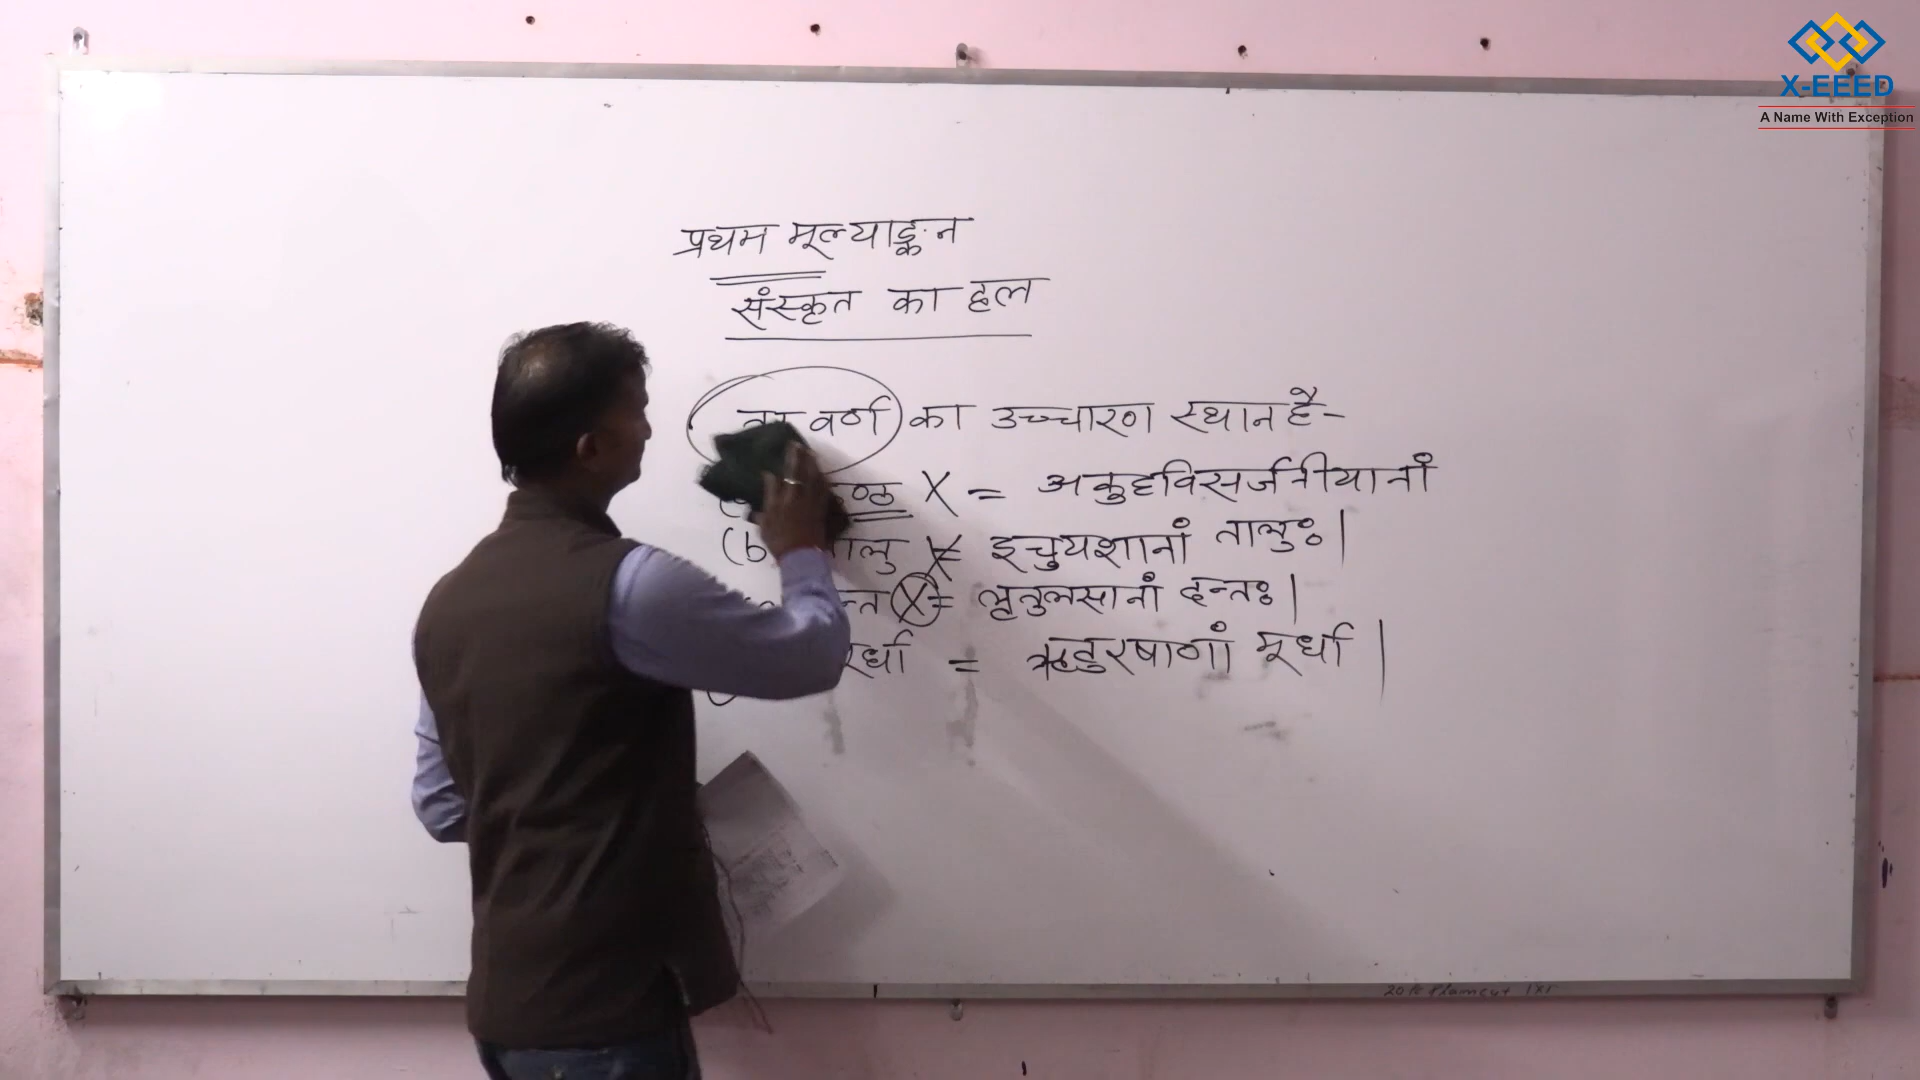 X-EEED
A Name With Exception
प्रथम मूल्याङ्कन
संस्कृत का हल
वर्ण का उच्चारण स्थान है-
X = अकुहविसर्जनीयानां
(b) X = इचुयशानां तालुः।
X = लृतुलसानां दन्तः।
= ऋटुरषाणां मूर्धा।